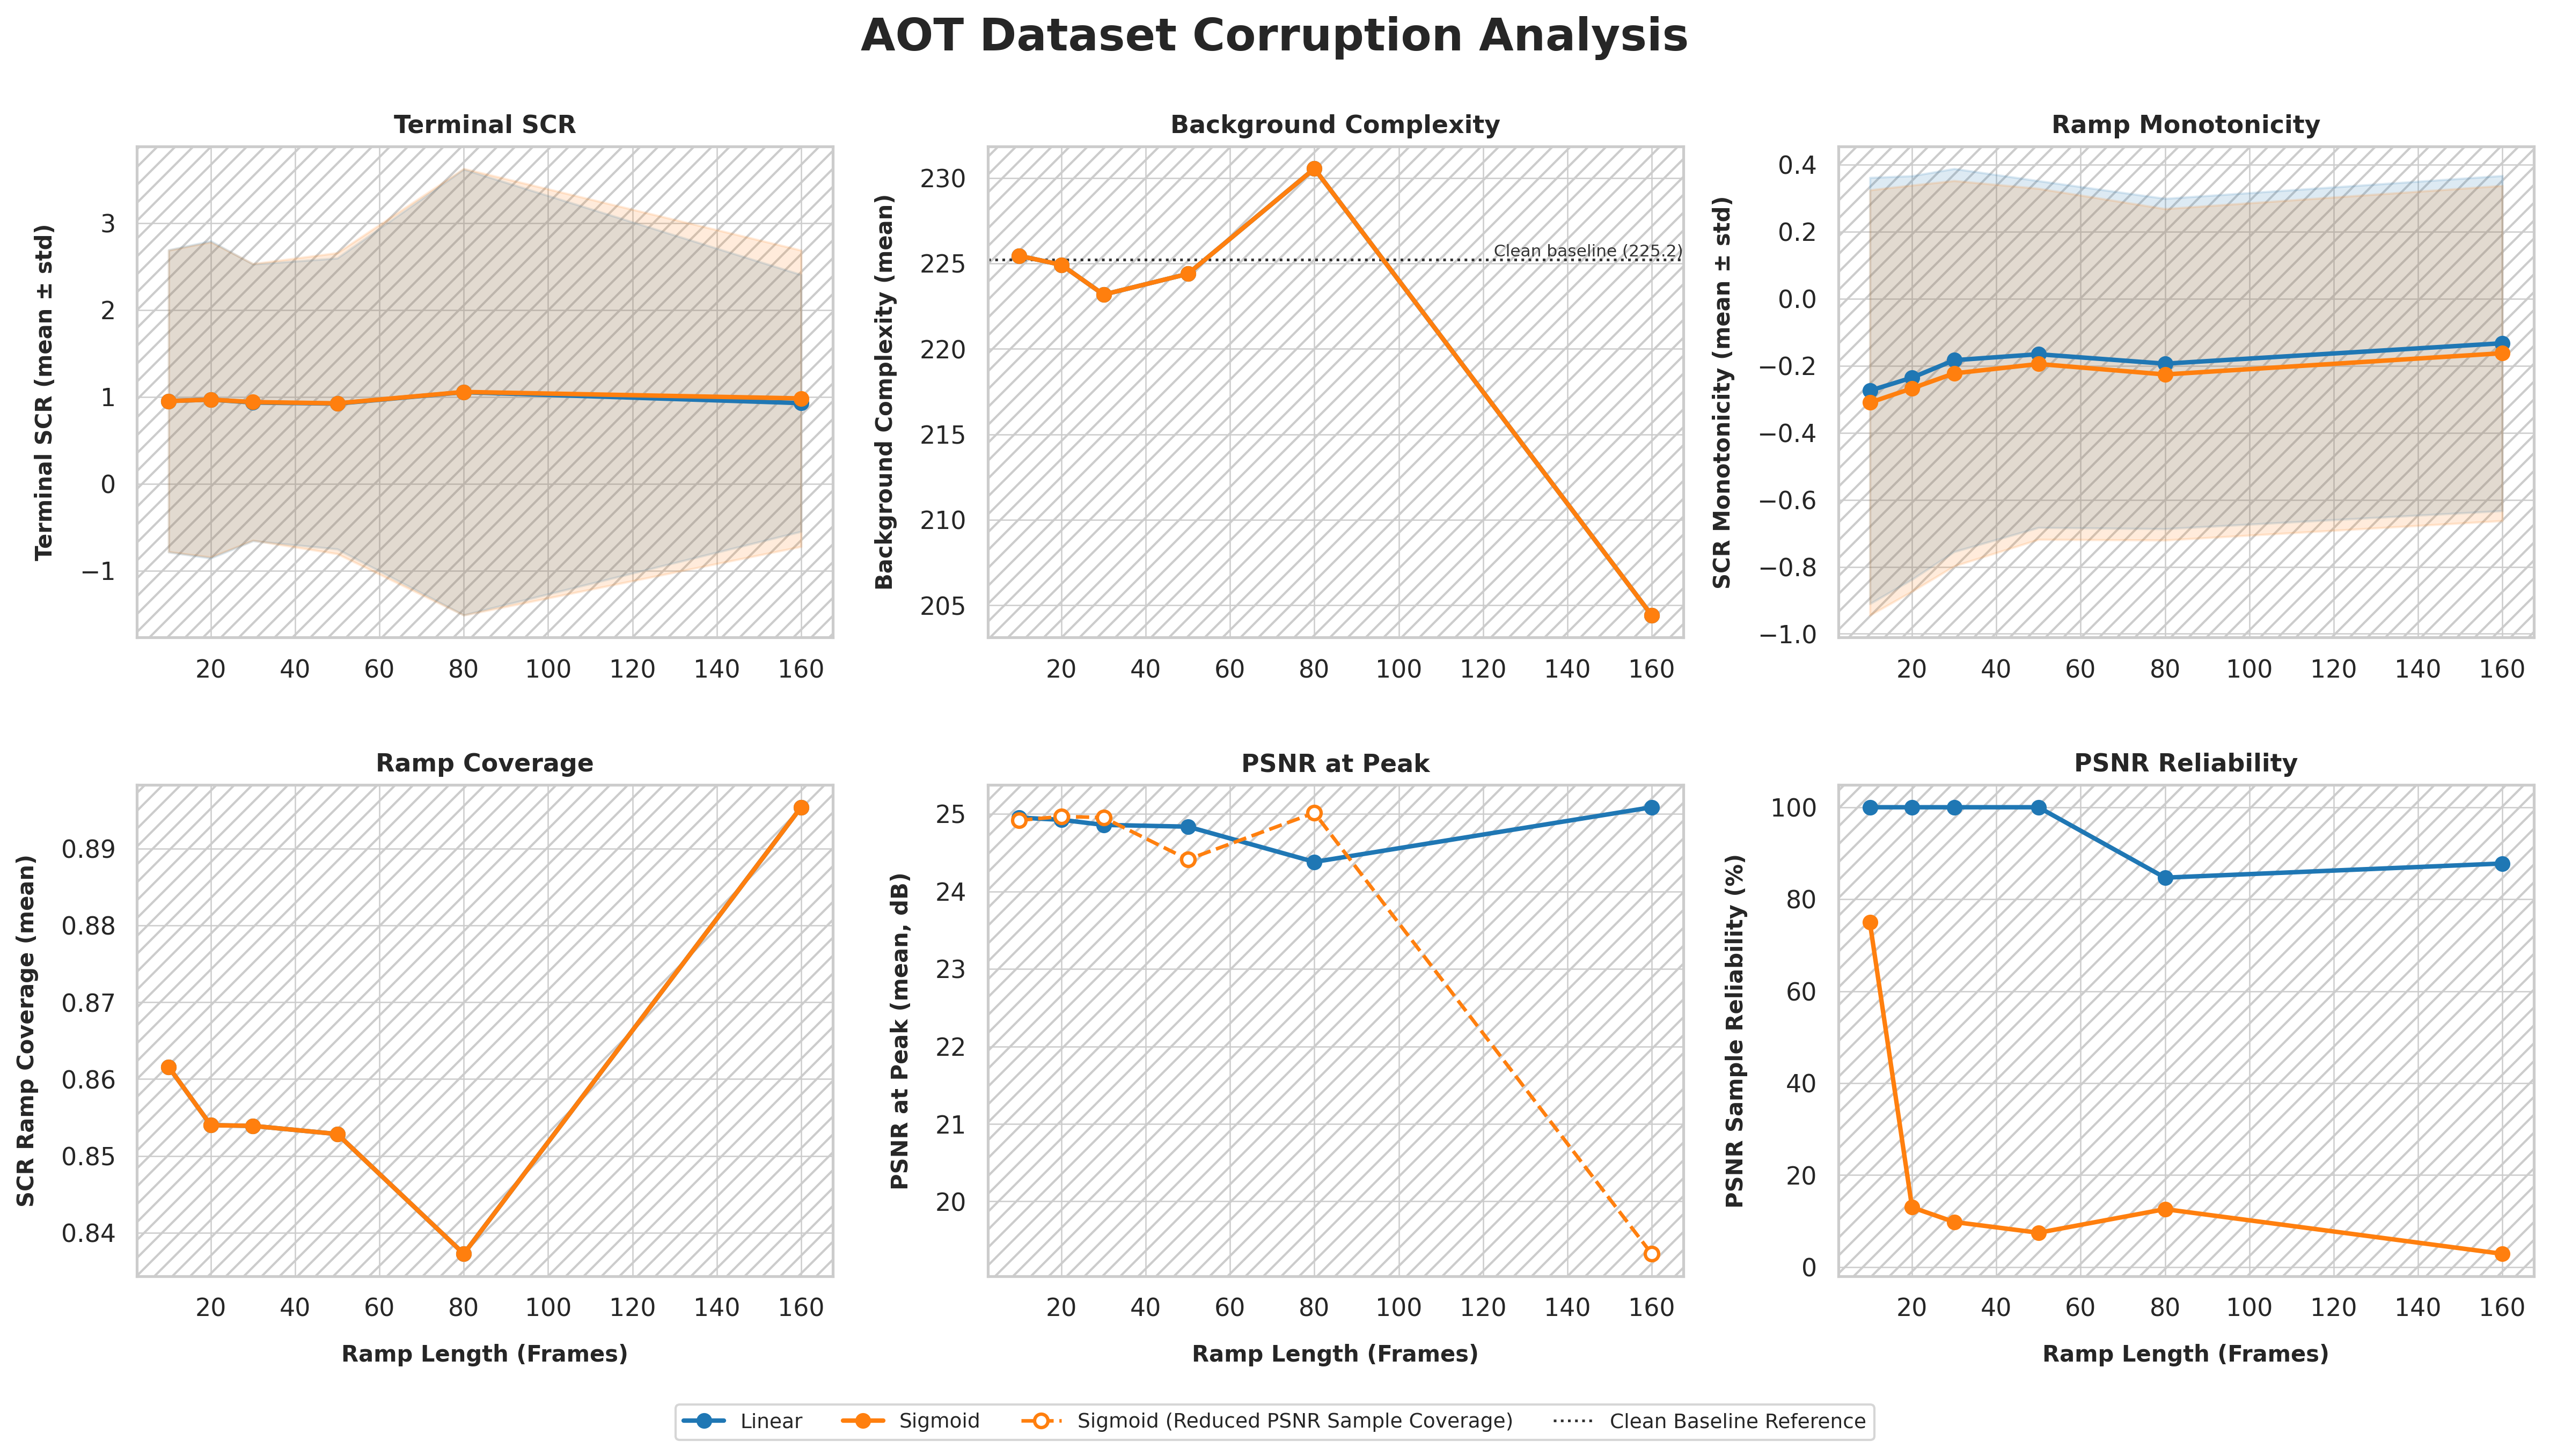 AOT Dataset Corruption Analysis
Terminal SCR
Terminal SCR (mean ± std)
3
2
1
0
−1
20 40 60 80 100 120 140 160
Background Complexity
Background Complexity (mean)
230
225
220
215
210
205
Clean baseline (225.2)
20 40 60 80 100 120 140 160
Ramp Monotonicity
SCR Monotonicity (mean ± std)
0.4
0.2
0.0
−0.2
−0.4
−0.6
−0.8
−1.0
20 40 60 80 100 120 140 160
Ramp Coverage
SCR Ramp Coverage (mean)
0.89
0.88
0.87
0.86
0.85
0.84
20 40 60 80 100 120 140 160
Ramp Length (Frames)
PSNR at Peak
PSNR at Peak (mean, dB)
25
24
23
22
21
20
20 40 60 80 100 120 140 160
Ramp Length (Frames)
PSNR Reliability
PSNR Sample Reliability (%)
100
80
60
40
20
0
20 40 60 80 100 120 140 160
Ramp Length (Frames)
Linear Sigmoid Sigmoid (Reduced PSNR Sample Coverage) Clean Baseline Reference